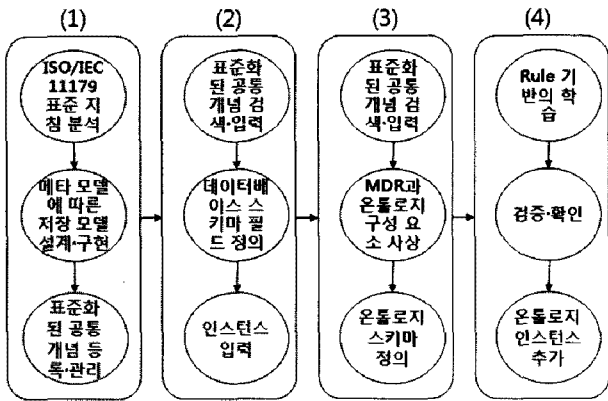 (1)
(2)
(3)
(4)
ISO/IEC
11179
표준 지
침 분석
메타 모델
에 따른
저장 모델
설계·구현
표준화
된 공통
개념 등
록·관리
표준화
된 공통
개념 검
색·입력
데이터베
이스 스
키마 필
드 정의
인스턴스
입력
표준화
된 공통
개념 검
색·입력
MDR과
온톨로지
구성 요
소 사상
온톨로지
스키마
정의
Rule 기
반의 학
습
검증·확인
온톨로지
인스턴스
추가